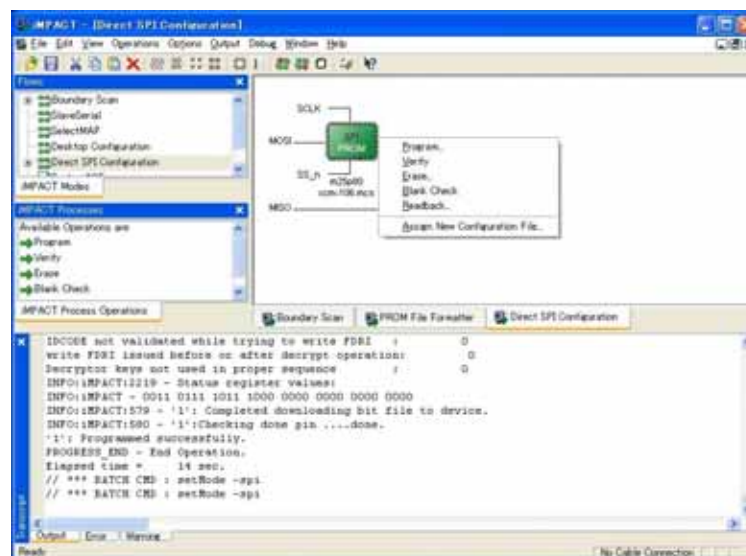 iMPACT - [Direct SPI Configuration]
File Edit View Operations Options Output Debug Window Help
Flows
Boundary Scan
SlaveSerial
SelectMAP
Desktop Configuration
Direct SPI Configuration
iMPACT Modes
iMPACT Processes
Available Operations are
Program
Verify
Erase
Blank Check
iMPACT Process Operations
SCLK
MOSI
SPI
PROM
SS_n
m25p80
MISO
Program...
Verify
Erase...
Blank Check
Readback...
Assign New Configuration File...
Boundary Scan
PROM File Formatter
Direct SPI Configuration
IDCODE not validated while trying to write FDRI : 0
write FDRI issued before or after decrypt operation: 0
Decryptor keys not used in proper sequence : 0
INFO:iMPACT:2219 - Status register values:
INFO:iMPACT - 0011 0111 1011 1000 0000 0000 0000 0000
INFO:iMPACT:579 - '1': Completed downloading bit file to device.
INFO:iMPACT:580 - '1':Checking done pin ....done.
'1': Programmed successfully.
PROGRESS_END - End Operation.
Elapsed time = 14 sec.
// *** BATCH CMD : setMode -spi
// *** BATCH CMD : setMode -spi
Transcript
Output
Error
Warning
Ready
No Cable Connection